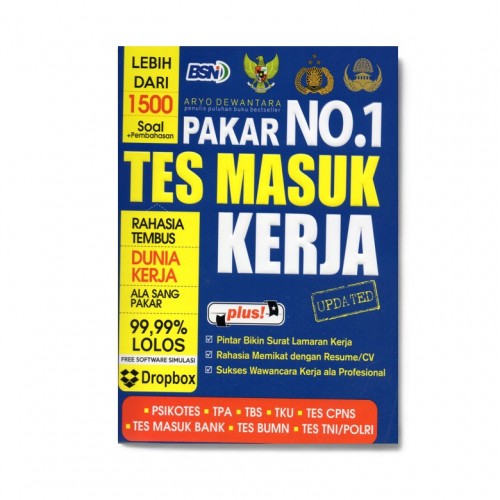 LEBIH
DARI
1500
Soal
+Pembahasan
BSN
ARYO DEWANTARA
penulis puluhan buku bestseller
PAKAR NO.1
TES MASUK
KERJA
RAHASIA
TEMBUS
DUNIA
KERJA
ALA SANG
PAKAR
99,99%
LOLOS
FREE SOFTWARE SIMULASI
Dropbox
plus!
UPDATED
Pintar Bikin Surat Lamaran Kerja
Rahasia Memikat dengan Resume/CV
Sukses Wawancara Kerja ala Profesional
• PSIKOTES • TPA • TBS • TKU • TES CPNS
• TES MASUK BANK • TES BUMN • TES TNI/POLRI